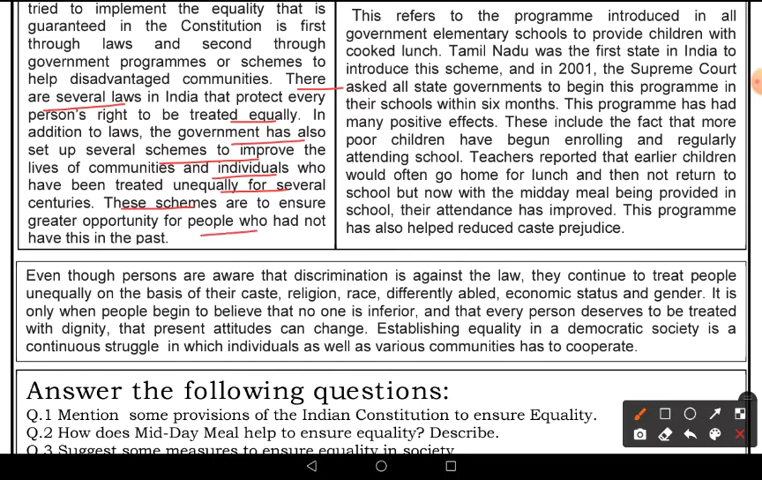 tried to implement the equality that is
guaranteed in the Constitution is first
through laws and second through
government programmes or schemes to
help disadvantaged communities. There
are several laws in India that protect every
person's right to be treated equally. In
addition to laws, the government has also
set up several schemes to improve the
lives of communities and individuals who
have been treated unequally for several
centuries. These schemes are to ensure
greater opportunity for people who had not
have this in the past.
This refers to the programme introduced in all
government elementary schools to provide children with
cooked lunch. Tamil Nadu was the first state in India to
introduce this scheme, and in 2001, the Supreme Court
asked all state governments to begin this programme in
their schools within six months. This programme has had
many positive effects. These include the fact that more
poor children have begun enrolling and regularly
attending school. Teachers reported that earlier children
would often go home for lunch and then not return to
school but now with the midday meal being provided in
school, their attendance has improved. This programme
has also helped reduced caste prejudice.
Even though persons are aware that discrimination is against the law, they continue to treat people
unequally on the basis of their caste, religion, race, differently abled, economic status and gender. It is
only when people begin to believe that no one is inferior, and that every person deserves to be treated
with dignity, that present attitudes can change. Establishing equality in a democratic society is a
continuous struggle in which individuals as well as various communities has to cooperate.
Answer the following questions:
Q.1 Mention some provisions of the Indian Constitution to ensure Equality.
Q.2 How does Mid-Day Meal help to ensure equality? Describe.
Q.3 Suggest some measures to ensure equality in society